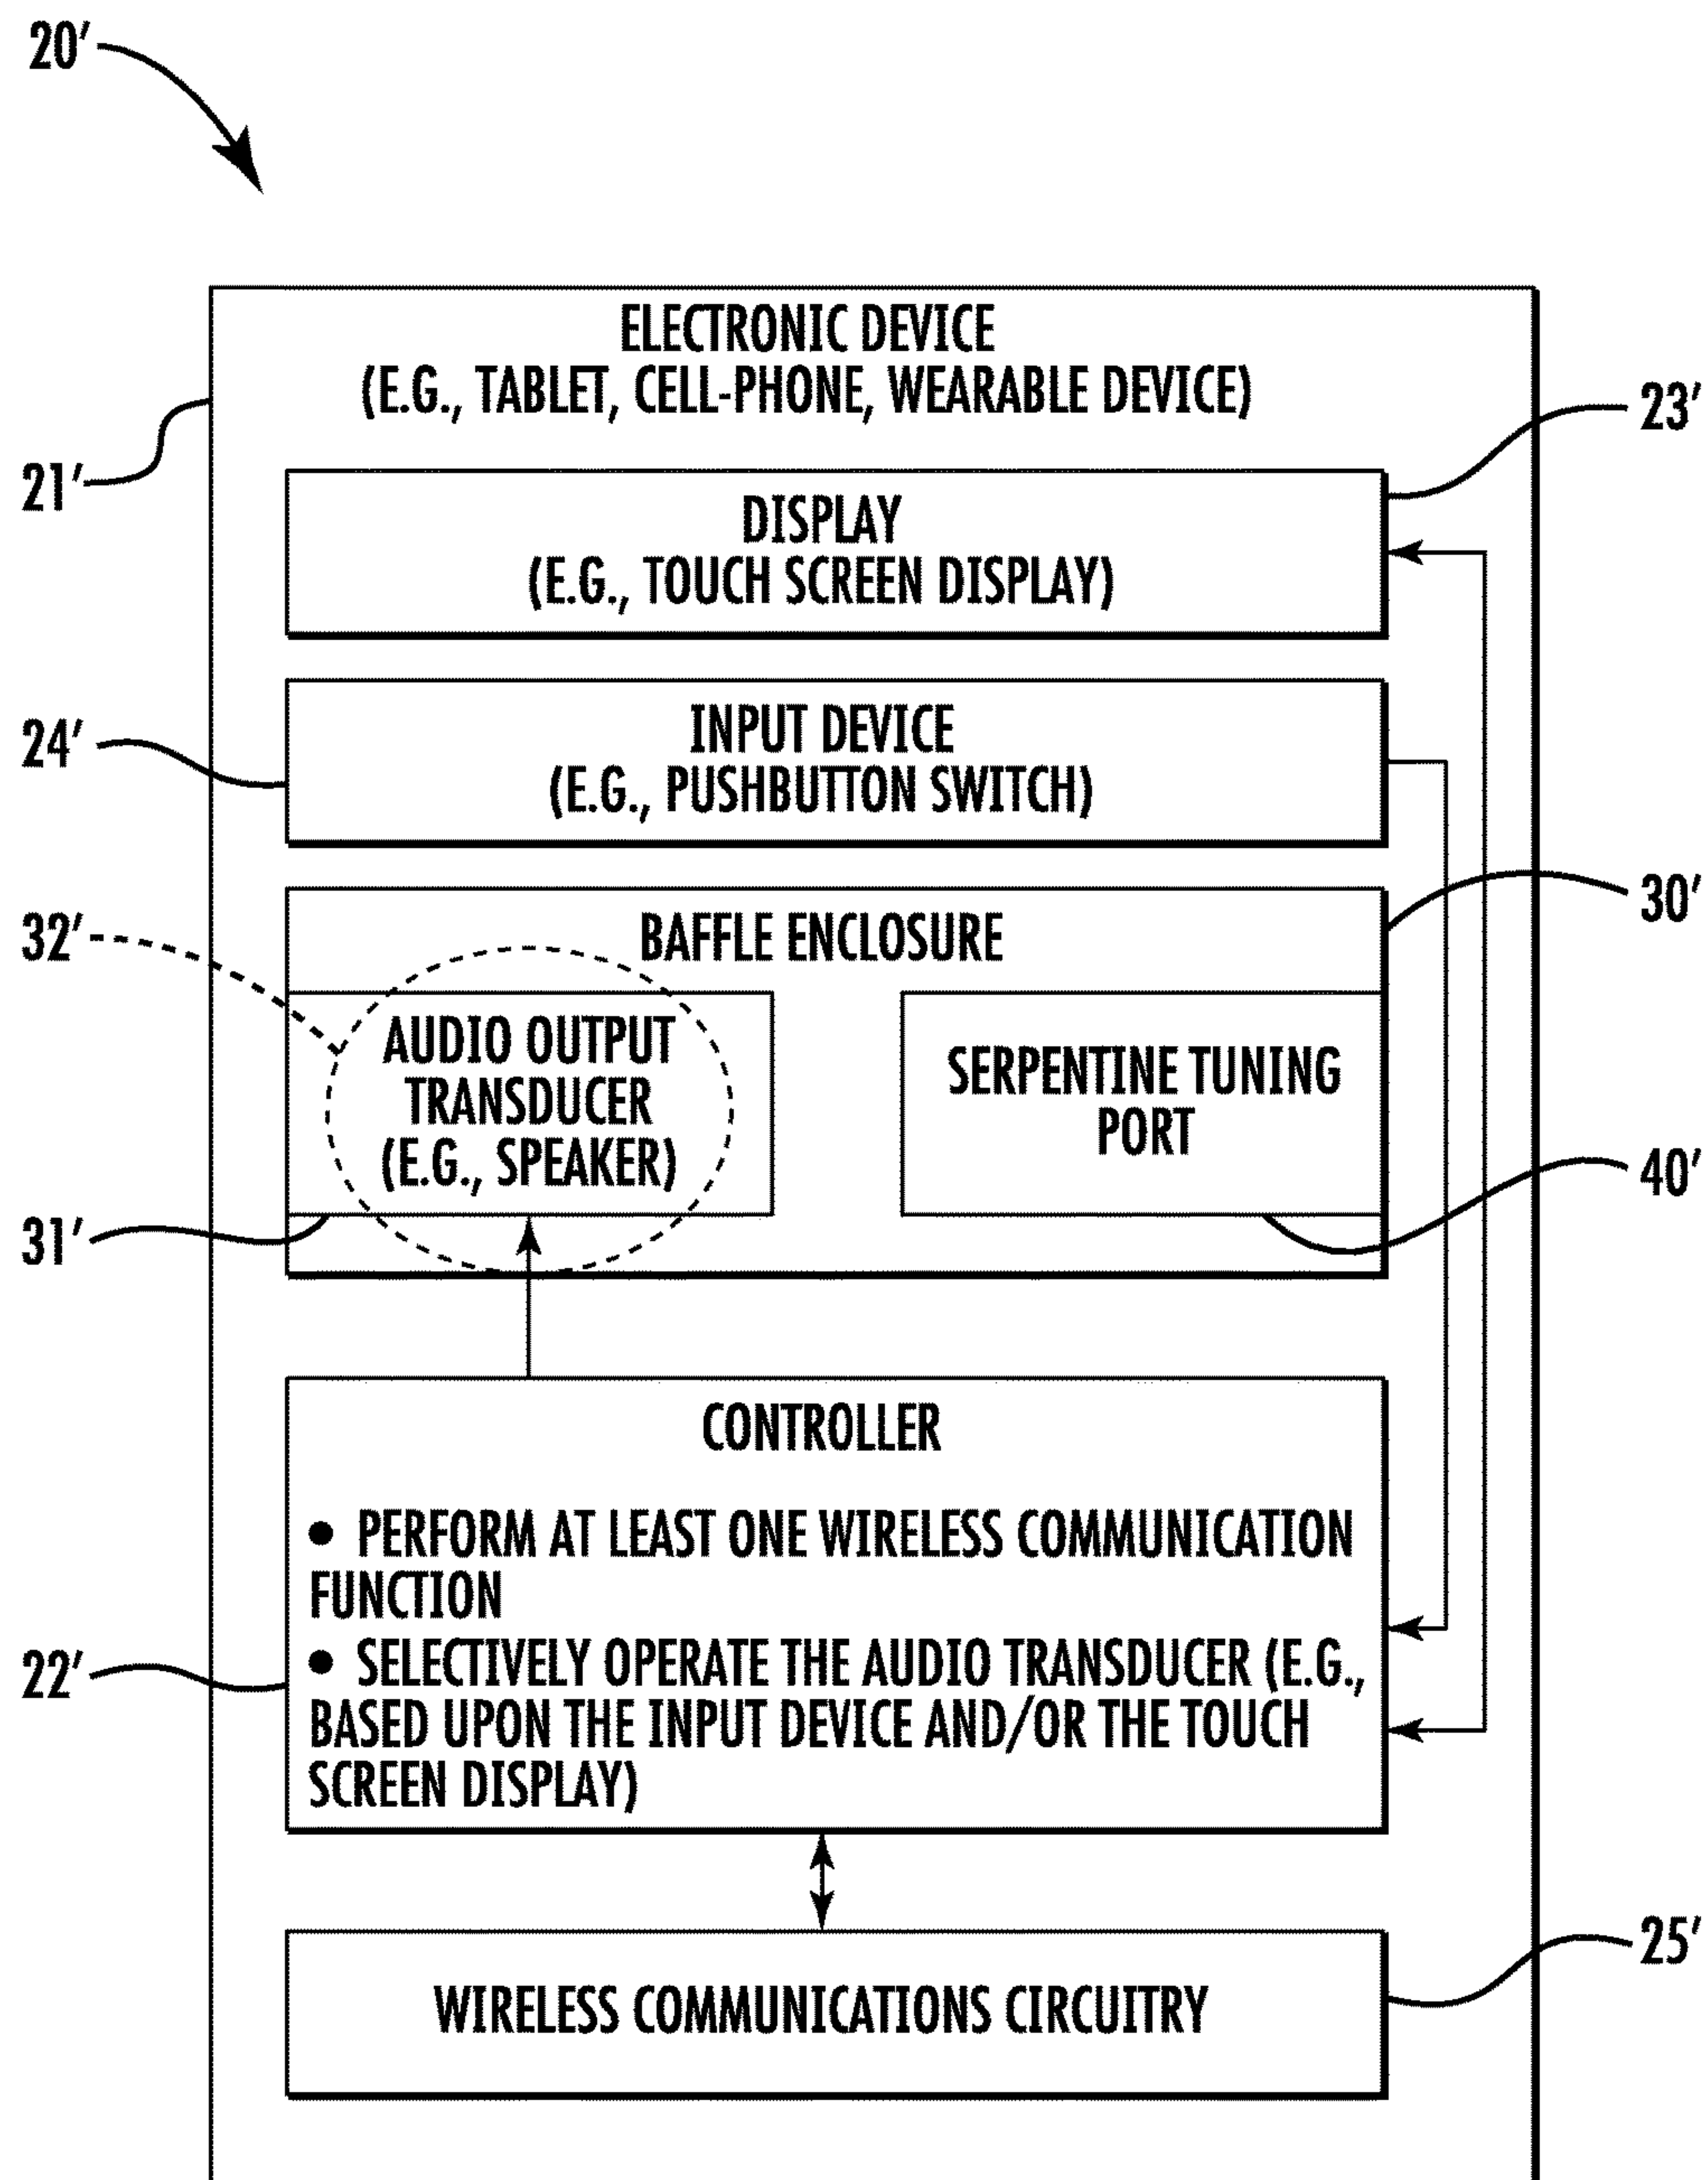 20′
ELECTRONIC DEVICE
(E.G., TABLET, CELL-PHONE, WEARABLE DEVICE)
23′
21′
DISPLAY
(E.G., TOUCH SCREEN DISPLAY)
24′
INPUT DEVICE
(E.G., PUSHBUTTON SWITCH)
30′
32′
BAFFLE ENCLOSURE
AUDIO OUTPUT
TRANSDUCER
(E.G., SPEAKER)
SERPENTINE TUNING
PORT
40′
31′
CONTROLLER
● PERFORM AT LEAST ONE WIRELESS COMMUNICATION
FUNCTION
● SELECTIVELY OPERATE THE AUDIO TRANSDUCER (E.G.,
BASED UPON THE INPUT DEVICE AND/OR THE TOUCH
SCREEN DISPLAY)
22′
25′
WIRELESS COMMUNICATIONS CIRCUITRY